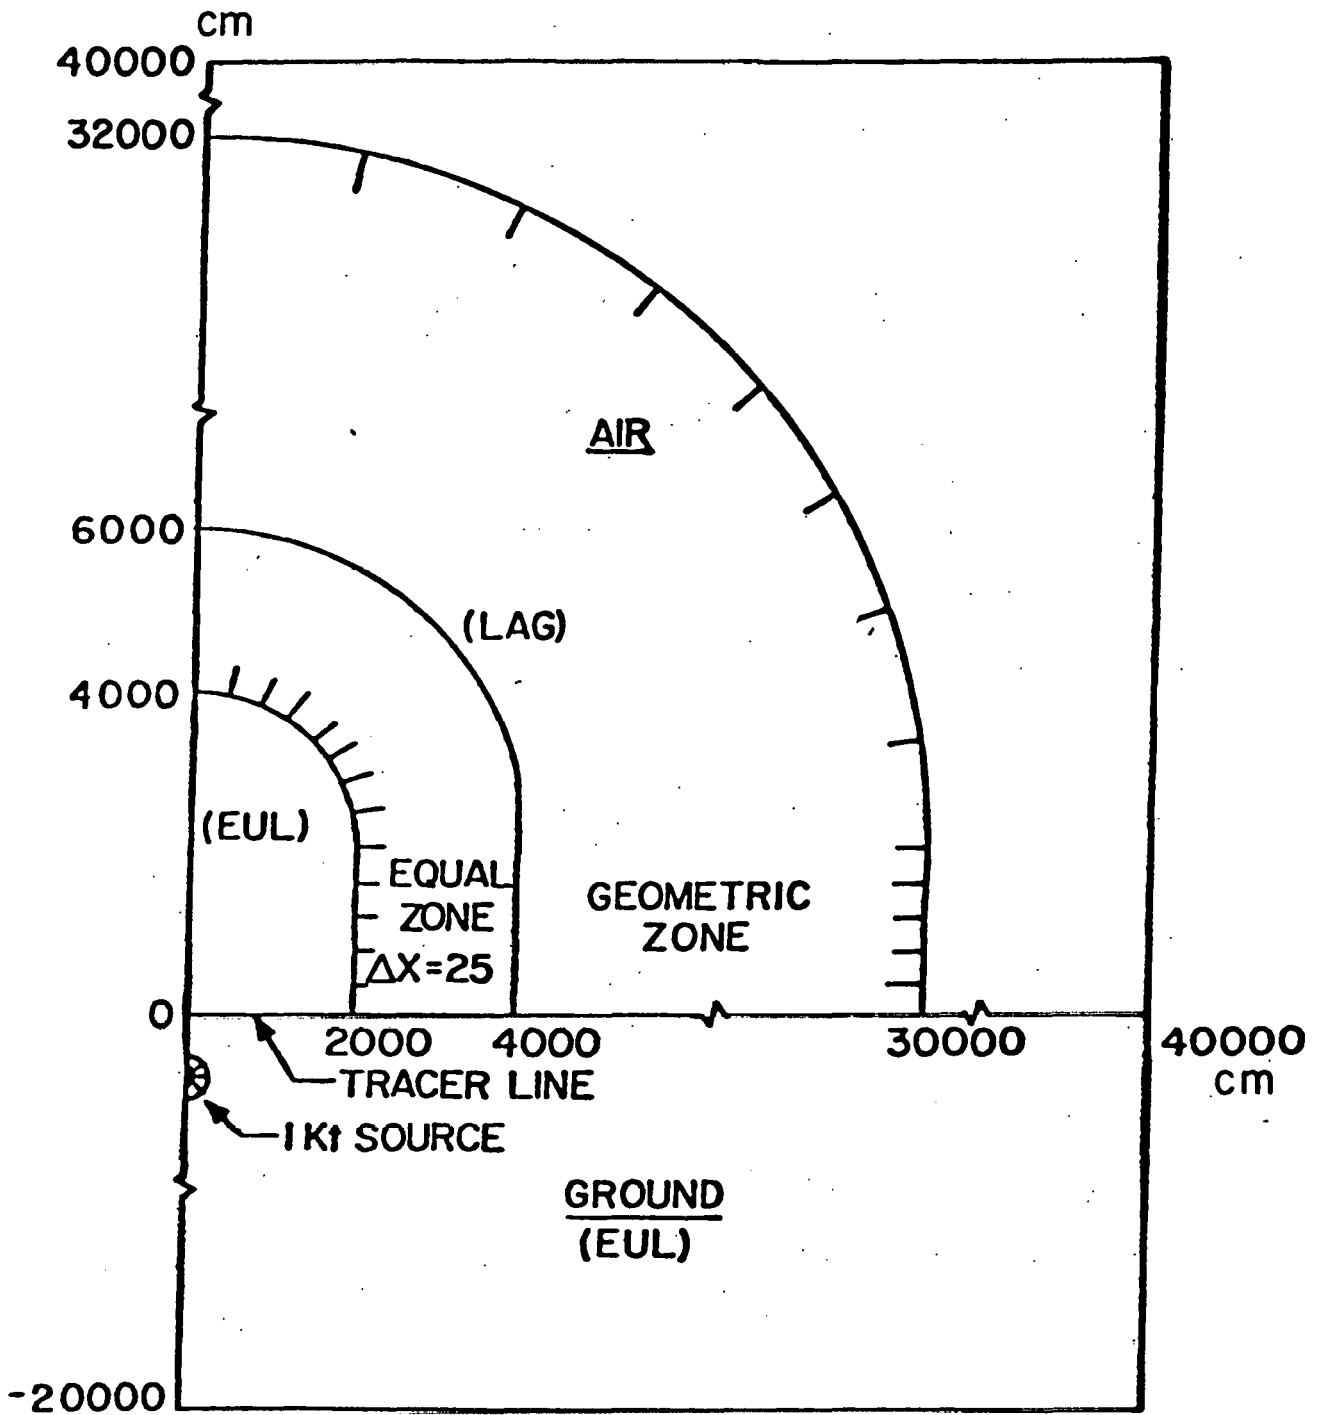 cm
40000
32000
AIR
6000
(LAG)
4000
(EUL)
EQUAL
ZONE
ΔX=25
GEOMETRIC
ZONE
0
2000 4000 30000 40000
cm
TRACER LINE
1 Kt SOURCE
GROUND
(EUL)
-20000